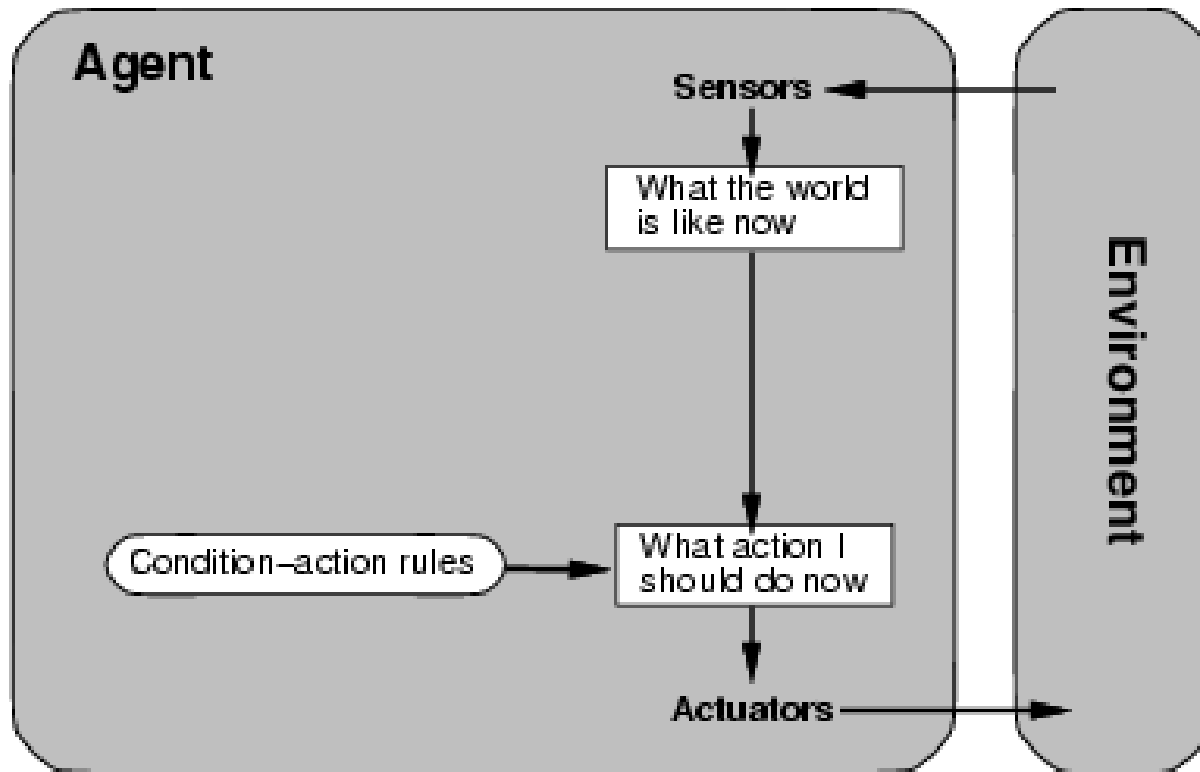 Agent
Sensors
What the world
is like now
Environment
Condition–action rules
What action I
should do now
Actuators